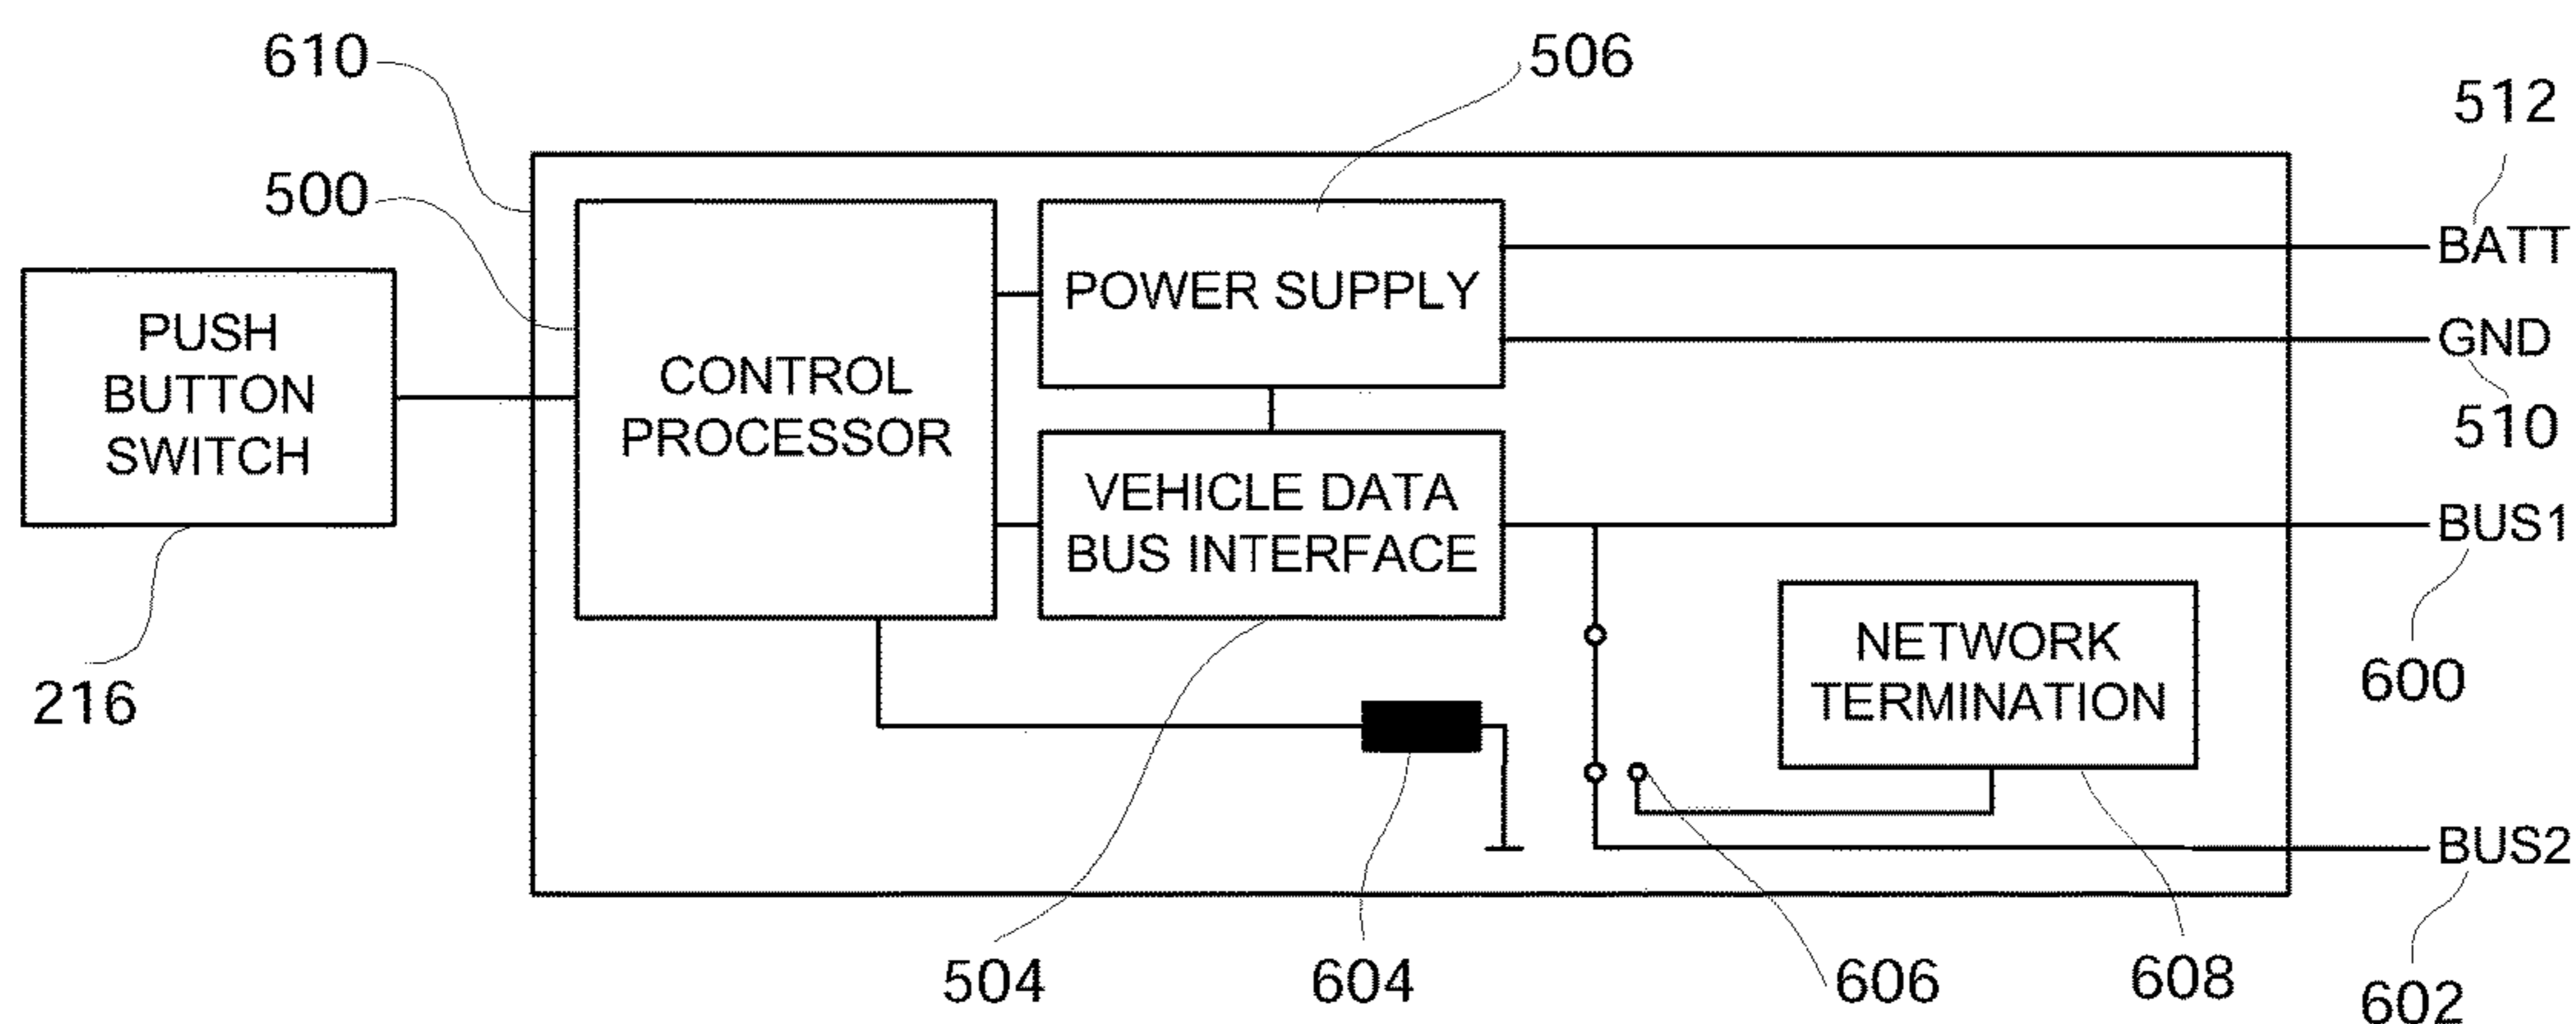 610
506
512
500
BATT
PUSH
BUTTON
SWITCH
CONTROL
PROCESSOR
POWER SUPPLY
GND
510
VEHICLE DATA
BUS INTERFACE
BUS1
600
NETWORK
TERMINATION
216
BUS2
504
604
606
608
602